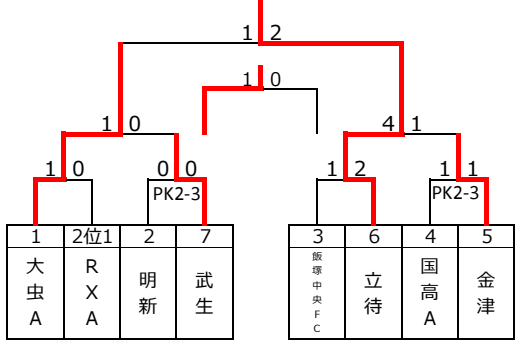 1 2
1 0
1 0 4 1
1 0 0 0 1 2 1 1
PK2-3 PK2-3
1 2位1 2 7 3 6 4 5
大虫A
RXA
明新
武生
飯塚中央FC
立待
国高A
金津